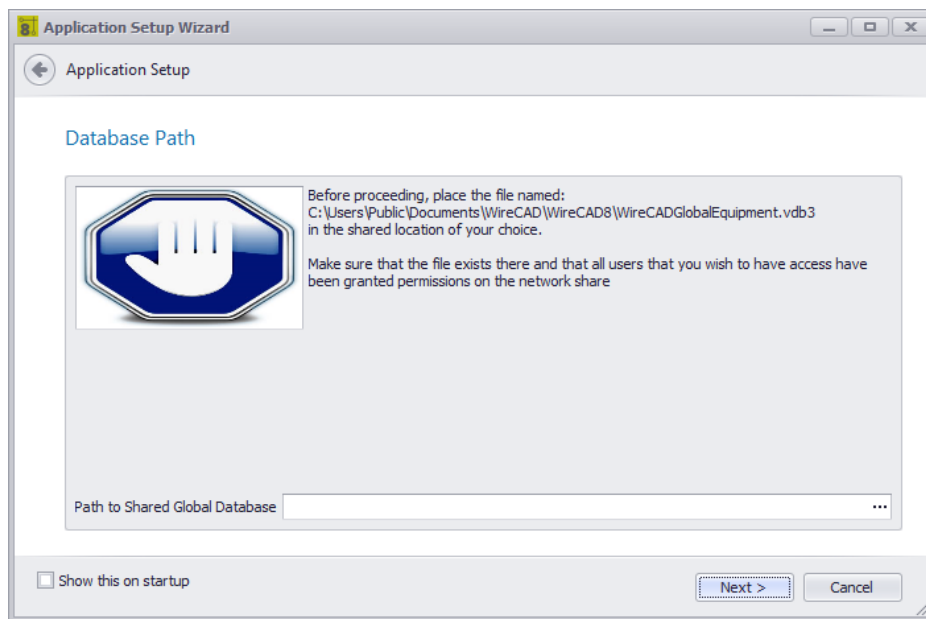 8 Application Setup Wizard
Application Setup
Database Path
Before proceeding, place the file named:
C:\Users\Public\Documents\WireCAD\WireCAD8\WireCADGlobalEquipment.vdb3
in the shared location of your choice.
Make sure that the file exists there and that all users that you wish to have access have
been granted permissions on the network share
Path to Shared Global Database ...
Show this on startup
Next > Cancel